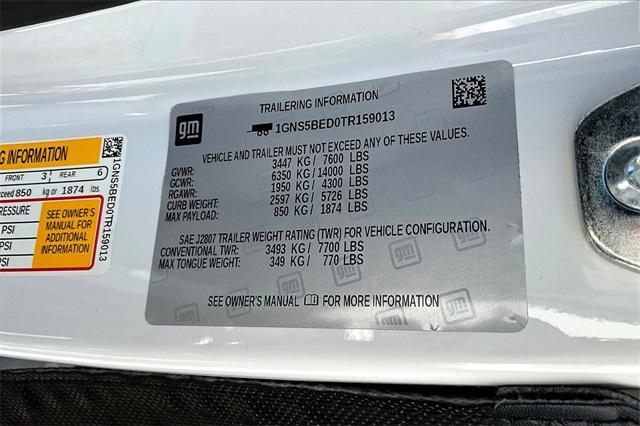 TRAILERING INFORMATION
gm
1GNS5BED0TR159013
VEHICLE AND TRAILER MUST NOT EXCEED ANY OF THESE VALUES.
GVWR: 3447 KG/ 7600 LBS
GCWR: 6350 KG/ 14000 LBS
RGAWR: 1950 KG/ 4300 LBS
CURB WEIGHT: 2597 KG/ 5726 LBS
MAX PAYLOAD: 850 KG/ 1874 LBS
SAE J2807 TRAILER WEIGHT RATING (TWR) FOR VEHICLE CONFIGURATION.
CONVENTIONAL TWR: 3493 KG/ 7700 LBS
MAX TONGUE WEIGHT: 349 KG/ 770 LBS
SEE OWNER'S MANUAL FOR MORE INFORMATION
ING INFORMATION
FRONT 3 REAR 6
xceed 850 kg or 1874 lbs.
PRESSURE
PSI
PSI
PSI
SEE OWNER'S
MANUAL FOR
ADDITIONAL
INFORMATION
1GNS5BED0TR159013